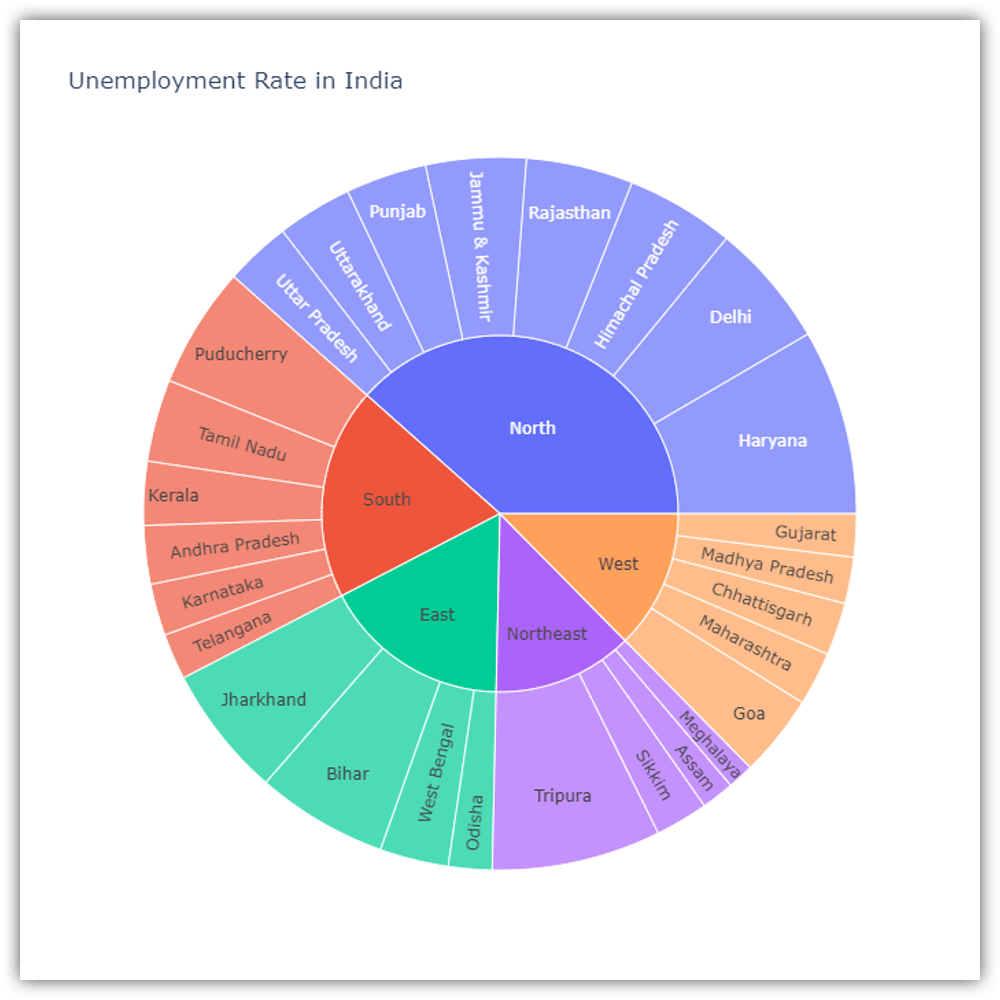 Unemployment Rate in India
Jammu & Kashmir
Punjab
Rajasthan
Himachal Pradesh
Uttarakhand
Uttar Pradesh
Delhi
Puducherry
North
Haryana
Tamil Nadu
Kerala
South
Gujarat
Andhra Pradesh
West
Madhya Pradesh
Karnataka
Chhattisgarh
East
Telangana
Northeast
Maharashtra
Jharkhand
Goa
Meghalaya
Bihar
West Bengal
Assam
Sikkim
Tripura
Odisha